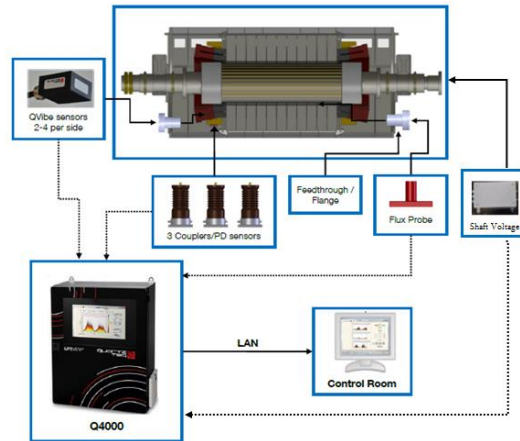 QVibe sensors
2-4 per side
3 Couplers/PD sensors
Feedthrough /
Flange
Flux Probe
Shaft Voltage
LAN
Control Room
Q4000